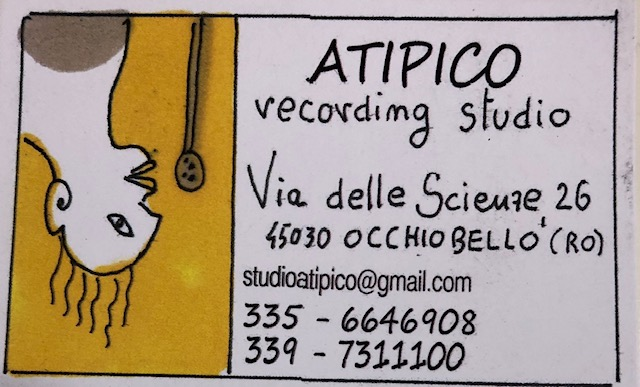 ATIPICO
recording studio
Via delle Scienze 26
45030 OCCHIOBELLO (RO)
studioatipico@gmail.com
335 - 6646908
339 - 7311100